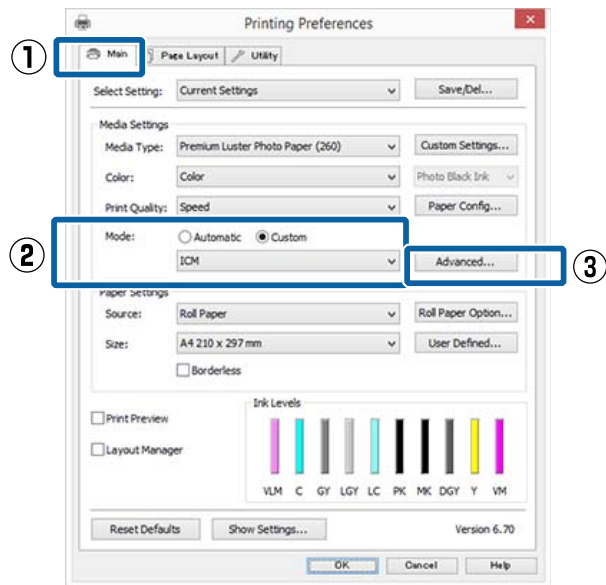 Printing Preferences
①
Main Page Layout Utility
Select Setting: Current Settings Save/Del...
Media Settings
Media Type: Premium Luster Photo Paper (260) Custom Settings...
Color: Color Photo Black Ink
Print Quality: Speed Paper Config...
②
Mode: Automatic Custom
ICM Advanced...
③
Paper Settings
Source: Roll Paper Roll Paper Option...
Size: A4 210 x 297 mm User Defined...
Borderless
Ink Levels
Print Preview
Layout Manager
VLM C GY LGY LC PK MK DGY Y VM
Reset Defaults Show Settings... Version 6.70
OK Cancel Help